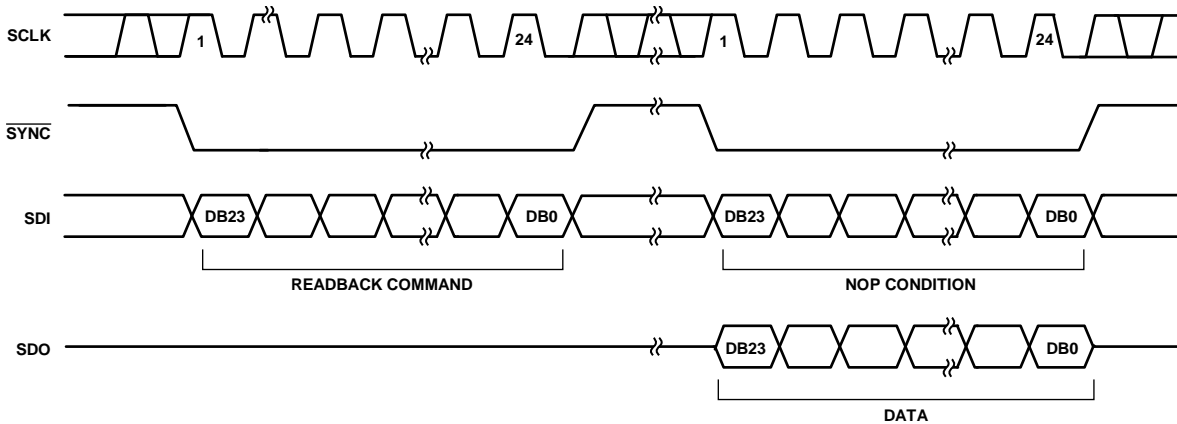 SCLK 1 24 1 24
SYNC
SDI DB23 DB0 DB23 DB0
READBACK COMMAND NOP CONDITION
SDO DB23 DB0
DATA